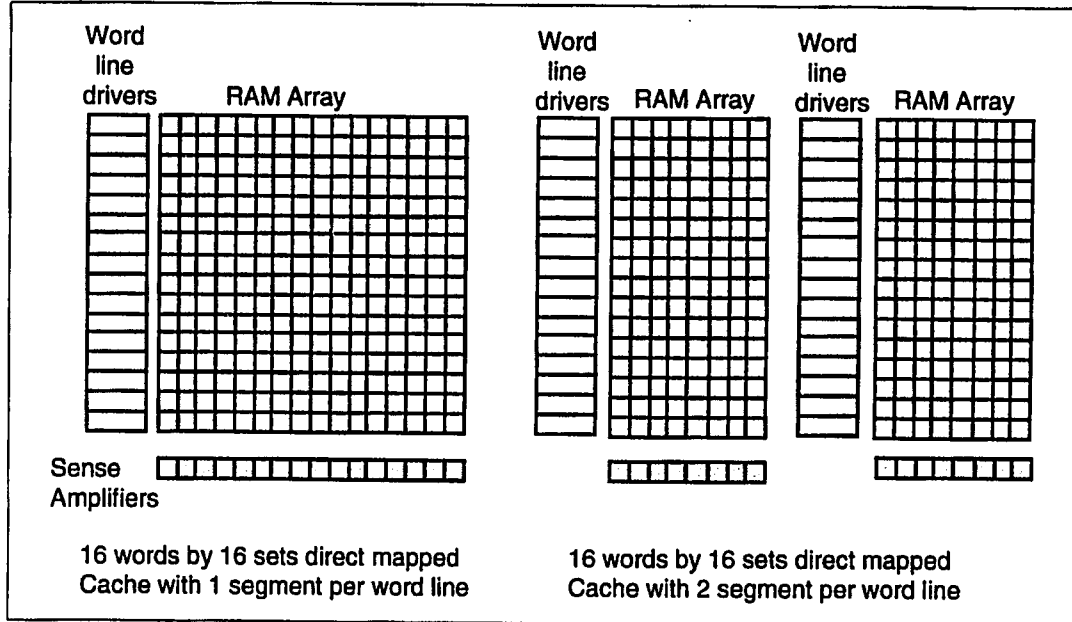 Word
line
drivers
RAM Array
Word
line
drivers
RAM Array
Word
line
drivers
RAM Array
Sense
Amplifiers
16 words by 16 sets direct mapped
Cache with 1 segment per word line
16 words by 16 sets direct mapped
Cache with 2 segment per word line